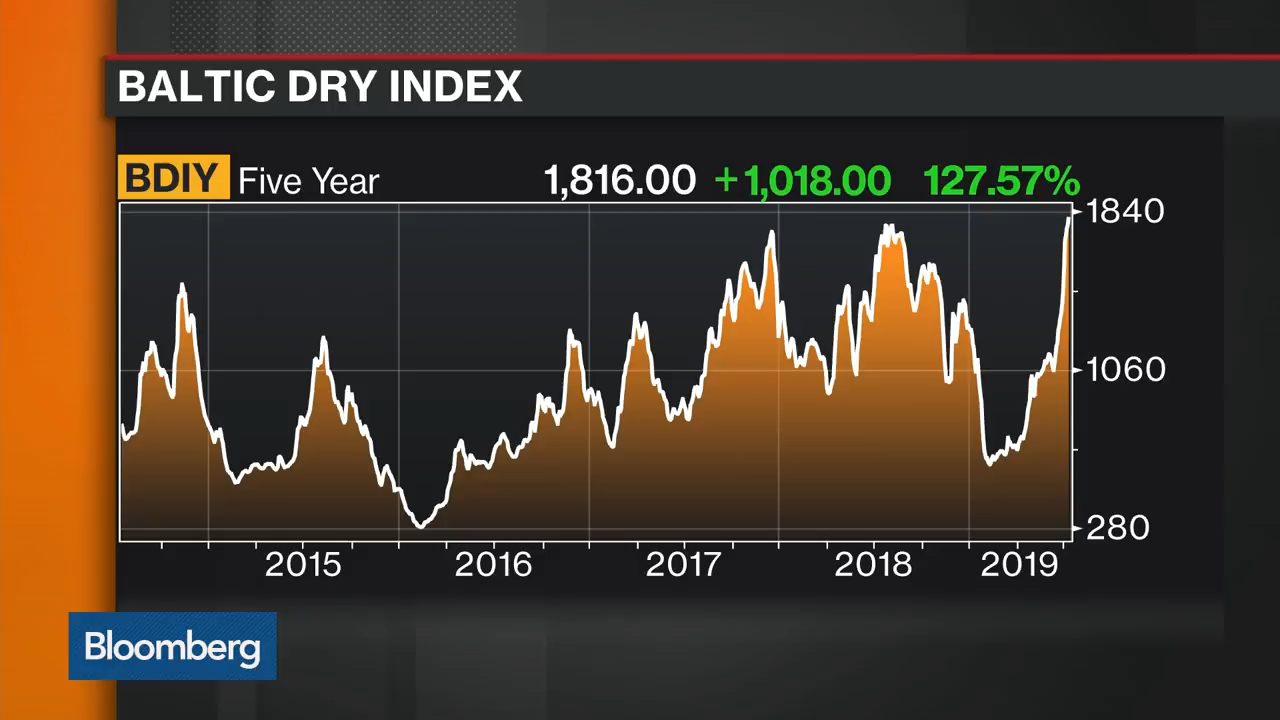 BALTIC DRY INDEX
BDIY Five Year 1,816.00 +1,018.00 127.57%
1840
1060
280
2015 2016 2017 2018 2019
Bloomberg